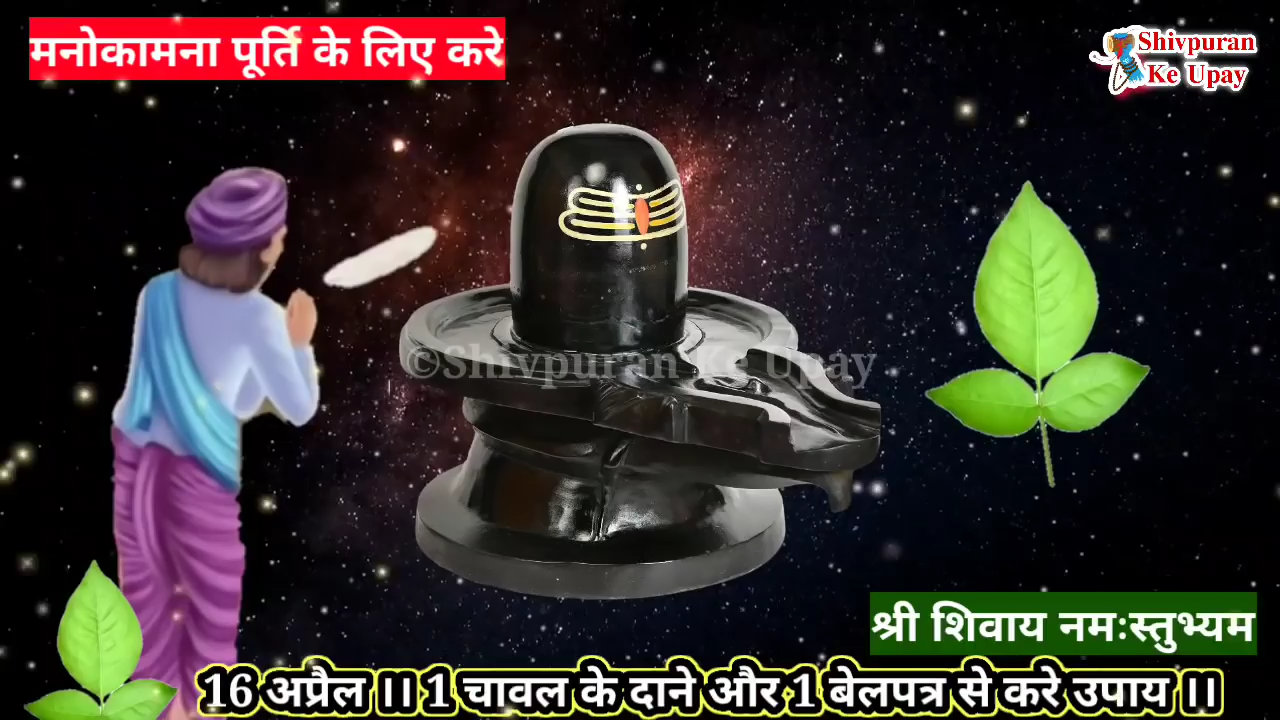 मनोकामना पूर्ति के लिए करे
Shivpuran
Ke Upay
©Shivpuran Ke Upay
श्री शिवाय नमःस्तुभ्यम
16 अप्रैल ।। 1 चावल के दाने और 1 बेलपत्र से करे उपाय ।।